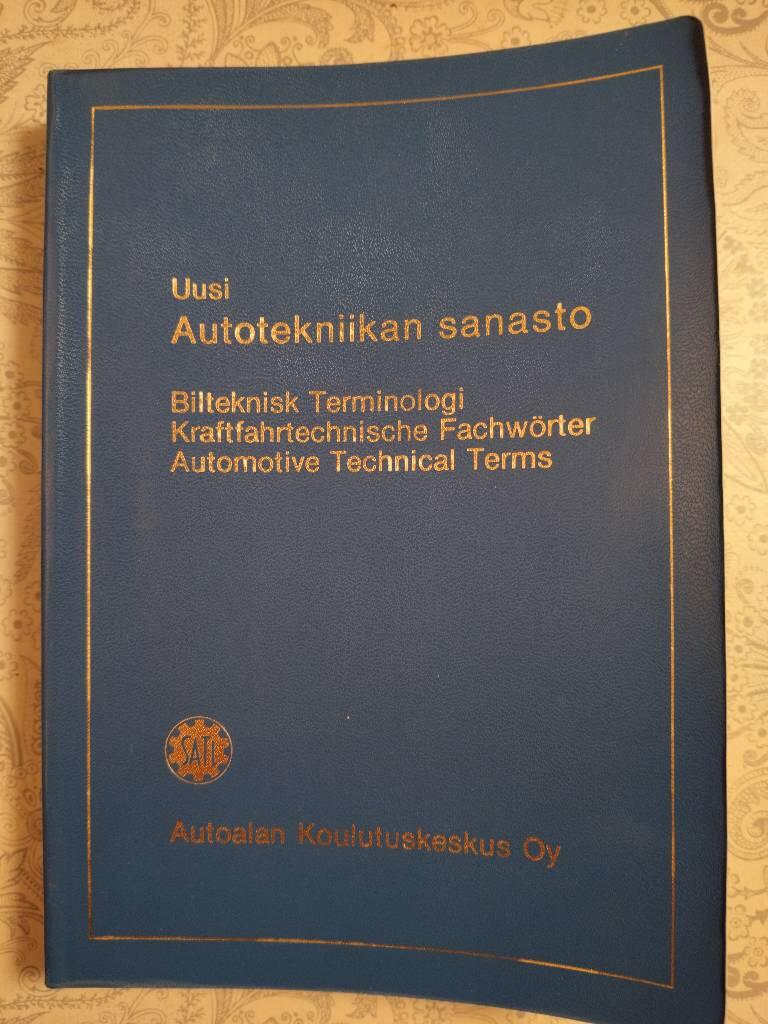 Uusi
Autotekniikan sanasto
Bilteknisk Terminologi
Kraftfahrtechnische Fachwörter
Automotive Technical Terms
SATL
Autoalan Koulutuskeskus Oy